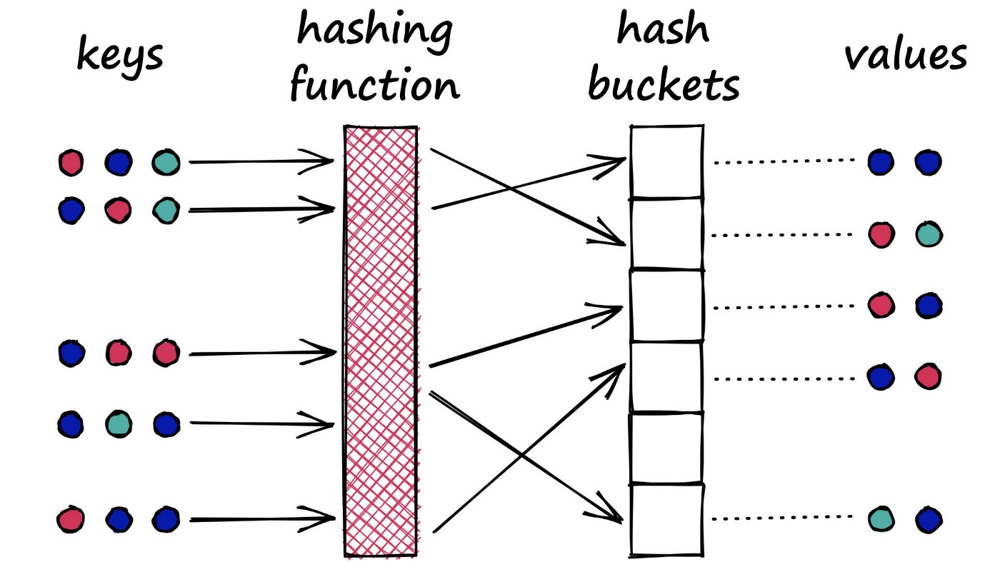 keys
hashing
function
hash
buckets
values